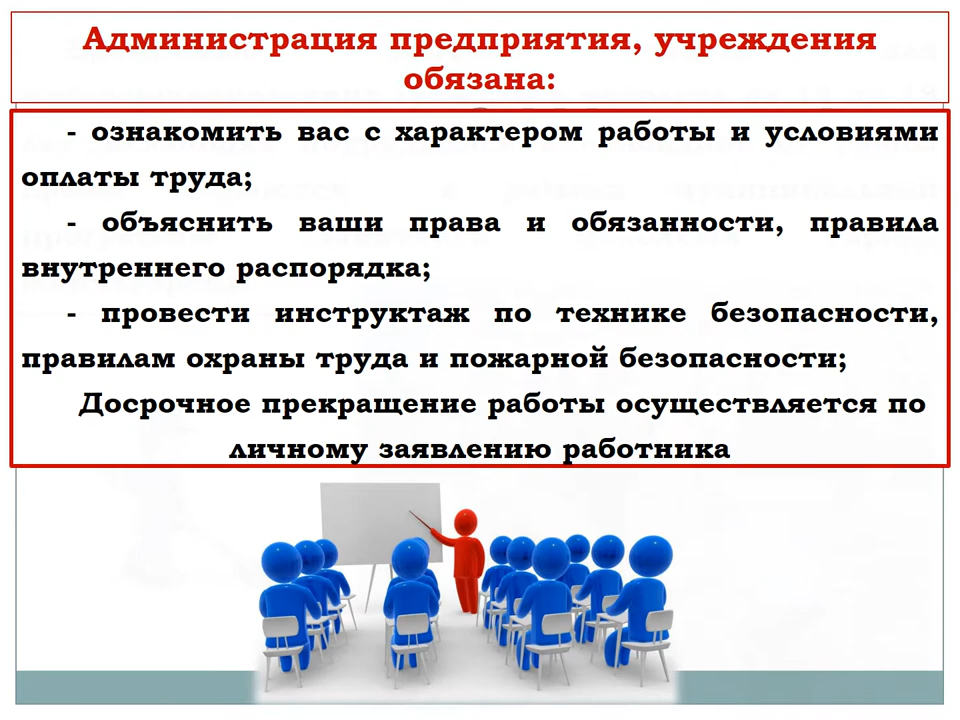 Администрация предприятия, учреждения
обязана:
- ознакомить вас с характером работы и условиями
оплаты труда;
- объяснить ваши права и обязанности, правила
внутреннего распорядка;
- провести инструктаж по технике безопасности,
правилам охраны труда и пожарной безопасности;
Досрочное прекращение работы осуществляется по
личному заявлению работника